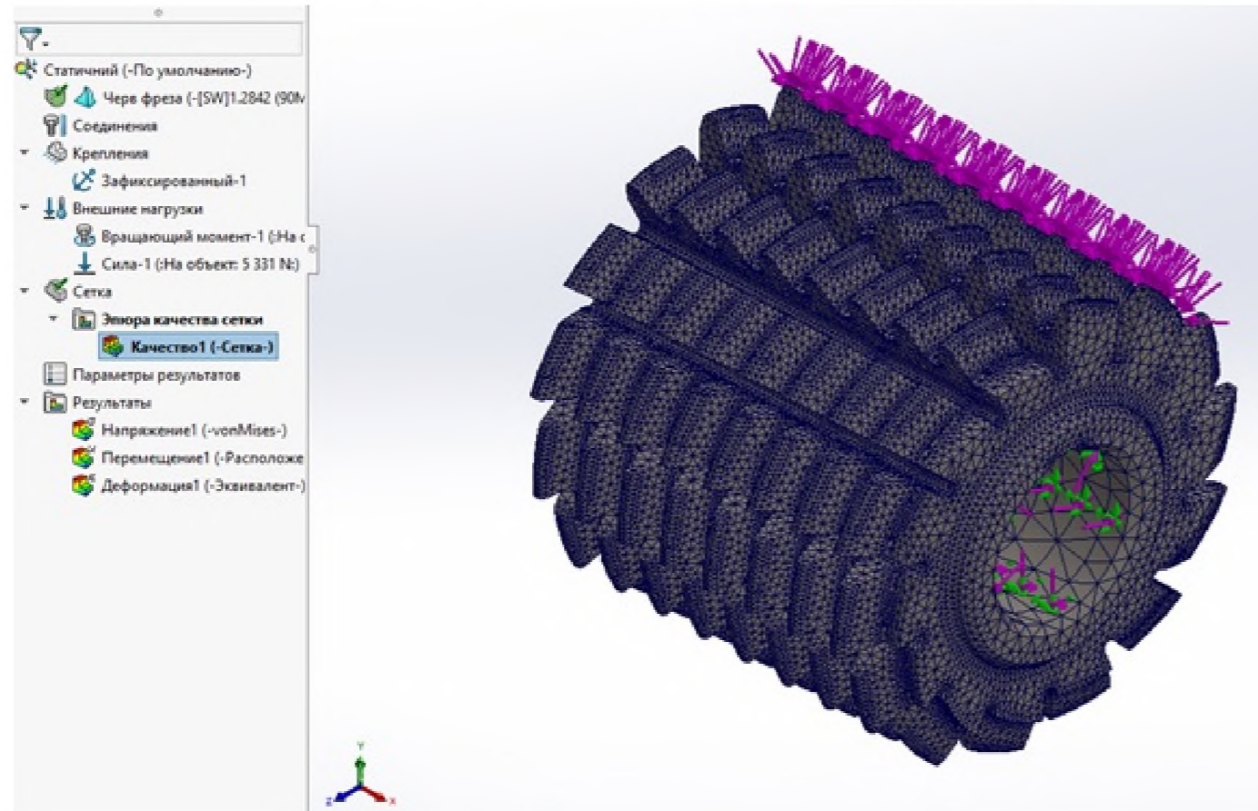 Статичний (-По умолчанию-)
Черв фреза (-[SW]1.2842 (90M
Соединения
Крепления
Зафиксированный-1
Внешние нагрузки
Вращающий момент-1 (:На с
Сила-1 (:На объект: 5 331 N:)
Сетка
Эпюра качества сетки
Качество1 (-Сетка-)
Параметры результатов
Результаты
Напряжение1 (-vonMises-)
Перемещение1 (-Расположе
Деформация1 (-Эквивалент-)
Y
Z
X